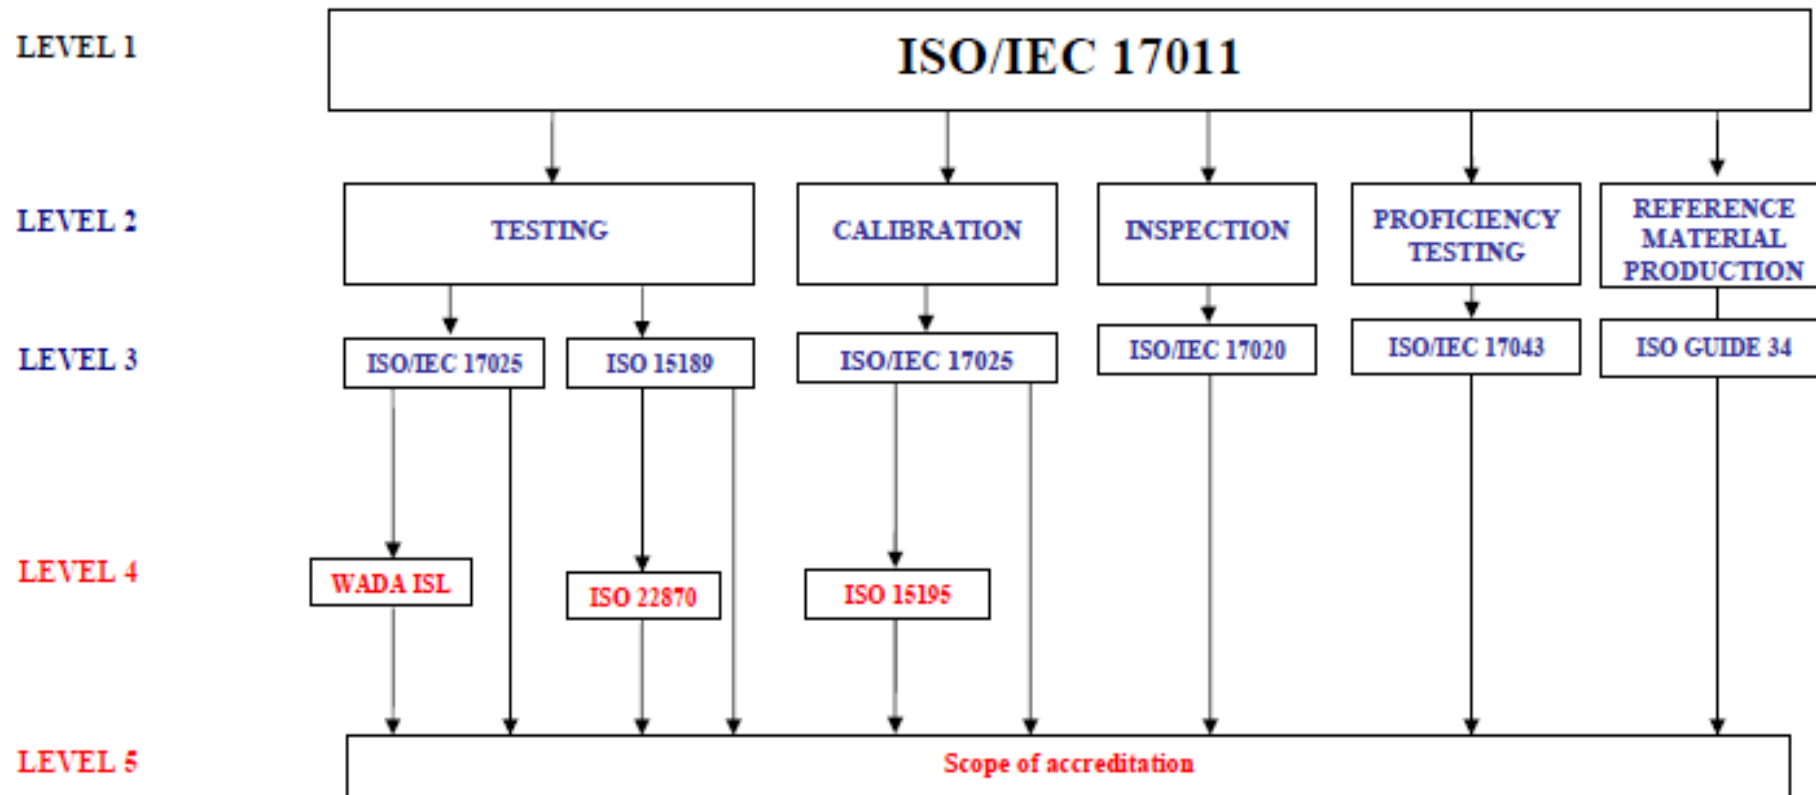 LEVEL 1
ISO/IEC 17011
LEVEL 2
TESTING
CALIBRATION
INSPECTION
PROFICIENCY
TESTING
REFERENCE
MATERIAL
PRODUCTION
LEVEL 3
ISO/IEC 17025
ISO 15189
ISO/IEC 17025
ISO/IEC 17020
ISO/IEC 17043
ISO GUIDE 34
LEVEL 4
WADA ISL
ISO 22870
ISO 15195
LEVEL 5
Scope of accreditation